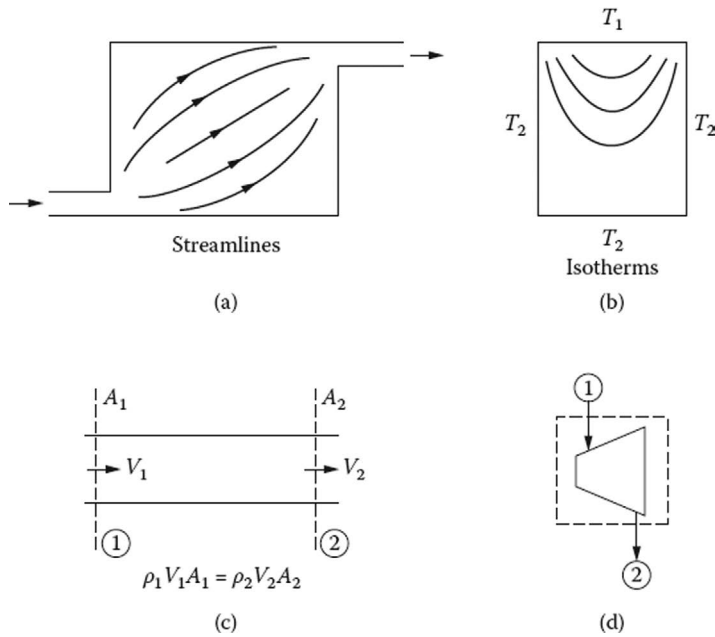 Streamlines
(a)
T₁
T₂ T₂
T₂
Isotherms
(b)
A₁ A₂
V₁ V₂
① ②
ρ₁V₁A₁ = ρ₂V₂A₂
(c)
①
②
(d)